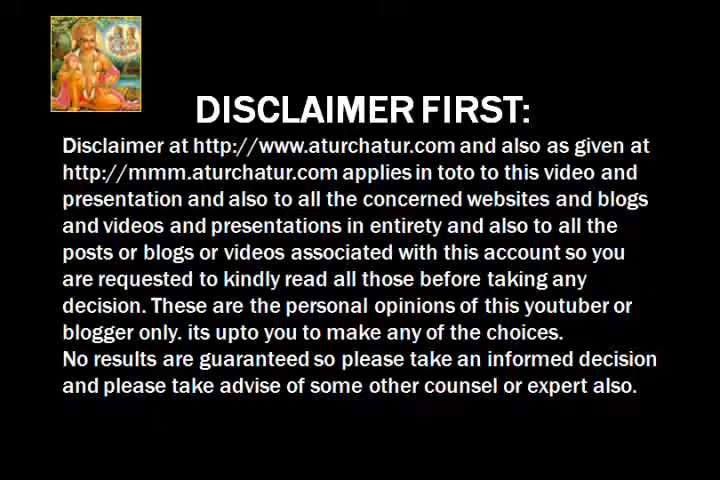 DISCLAIMER FIRST:
Disclaimer at http://www.aturchatur.com and also as given at
http://mmm.aturchatur.com applies in toto to this video and
presentation and also to all the concerned websites and blogs
and videos and presentations in entirety and also to all the
posts or blogs or videos associated with this account so you
are requested to kindly read all those before taking any
decision. These are the personal opinions of this youtuber or
blogger only. its upto you to make any of the choices.
No results are guaranteed so please take an informed decision
and please take advise of some other counsel or expert also.